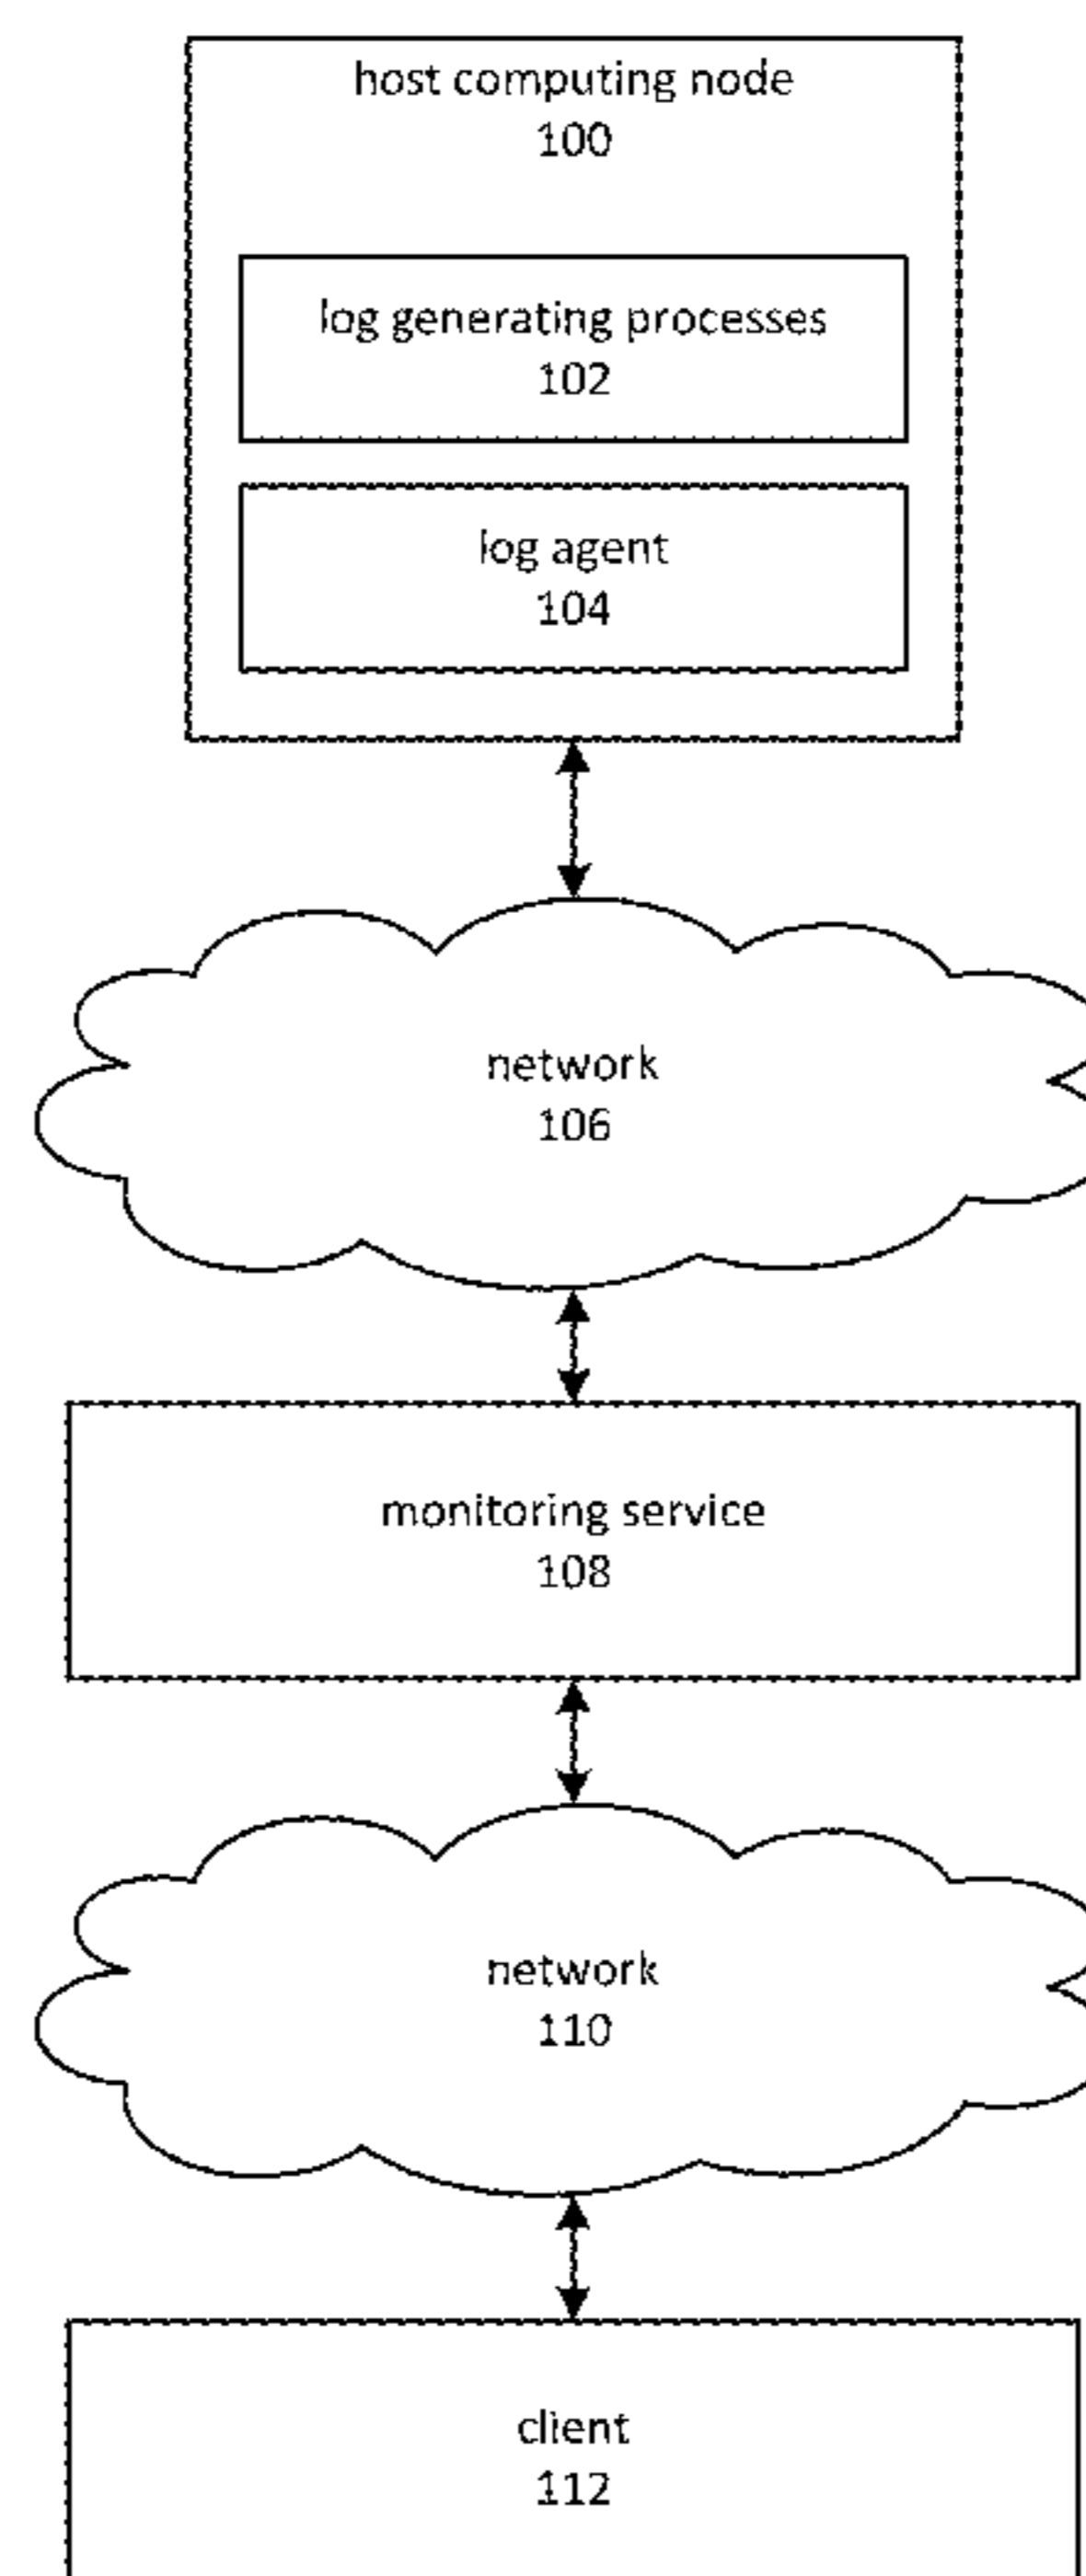 host computing node
100
log generating processes
102
log agent
104
network
106
monitoring service
108
network
110
client
112